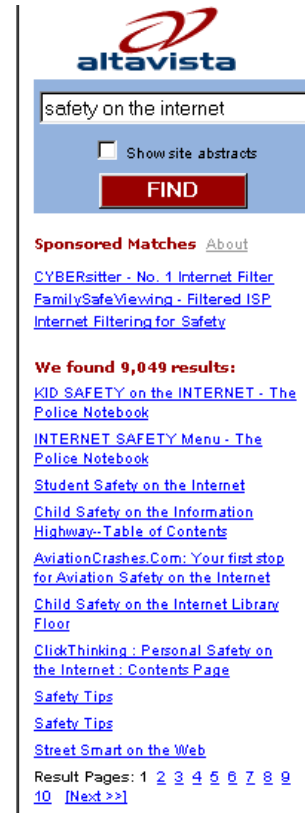 altavista
safety on the internet
Show site abstracts
FIND
Sponsored Matches About
CYBERsitter - No. 1 Internet Filter
FamilySafeViewing - Filtered ISP
Internet Filtering for Safety
We found 9,049 results:
KID SAFETY on the INTERNET - The
Police Notebook
INTERNET SAFETY Menu - The
Police Notebook
Student Safety on the Internet
Child Safety on the Information
Highway--Table of Contents
AviationCrashes.Com: Your first stop
for Aviation Safety on the Internet
Child Safety on the Internet Library
Floor
ClickThinking : Personal Safety on
the Internet : Contents Page
Safety Tips
Safety Tips
Street Smart on the Web
Result Pages: 1 2 3 4 5 6 7 8 9
10 [Next >>]